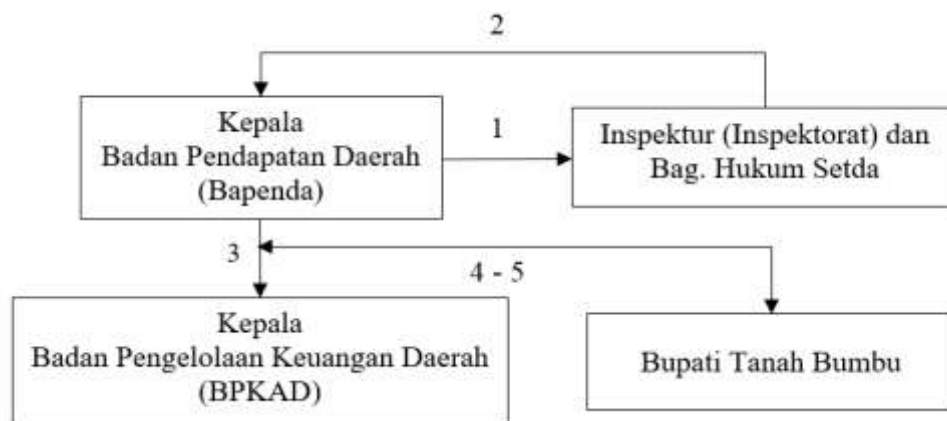 2
Kepala
Badan Pendapatan Daerah
(Bapenda)
1
Inspektur (Inspektorat) dan
Bag. Hukum Setda
3
4 - 5
Kepala
Badan Pengelolaan Keuangan Daerah
(BPKAD)
Bupati Tanah Bumbu